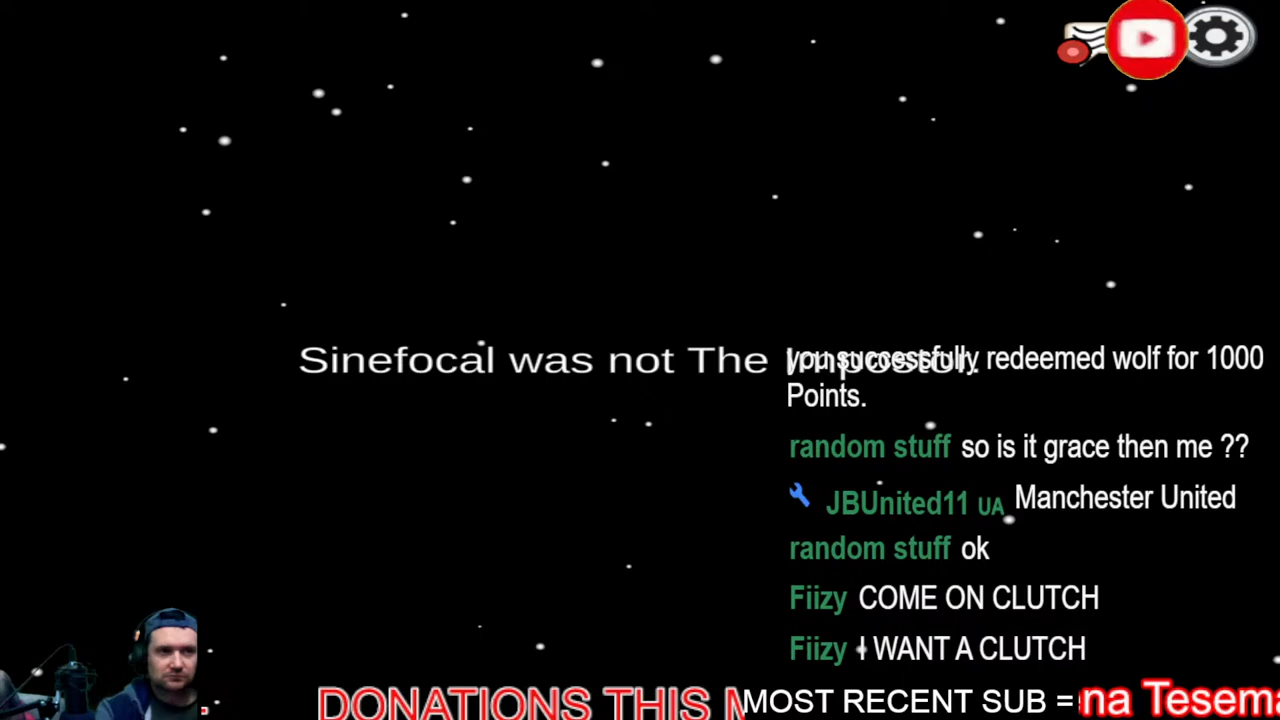 Sinefocal was not The Impostor.
you successfully redeemed wolf for 1000
Points.
random stuff so is it grace then me ??
JBUnited11 UA Manchester United
random stuff ok
Fiizy COME ON CLUTCH
Fiizy I WANT A CLUTCH
DONATIONS THIS M
MOST RECENT SUB = na Tesema